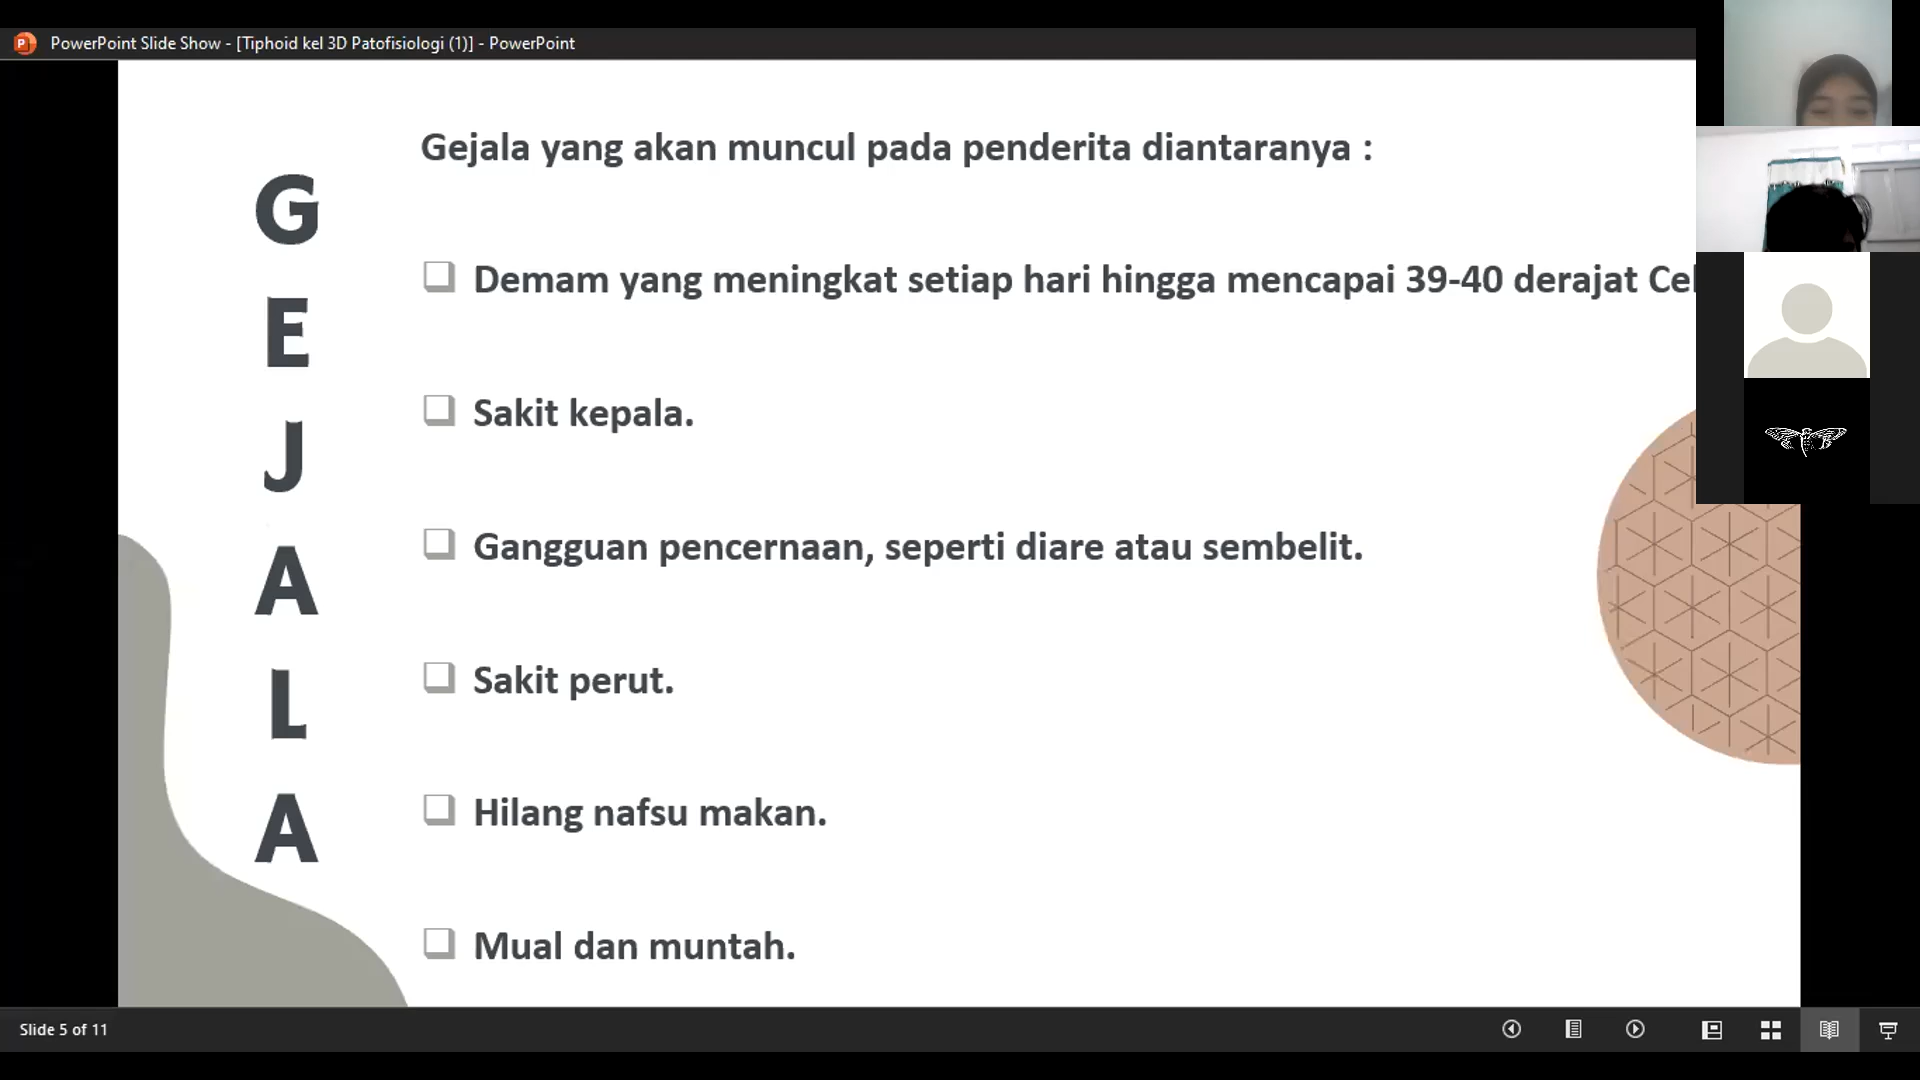 PowerPoint Slide Show - [Tiphoid kel 3D Patofisiologi (1)] - PowerPoint
Gejala yang akan muncul pada penderita diantaranya :
GEJALA
Demam yang meningkat setiap hari hingga mencapai 39-40 derajat
Sakit kepala.
Gangguan pencernaan, seperti diare atau sembelit.
Sakit perut.
Hilang nafsu makan.
Mual dan muntah.
Slide 5 of 11